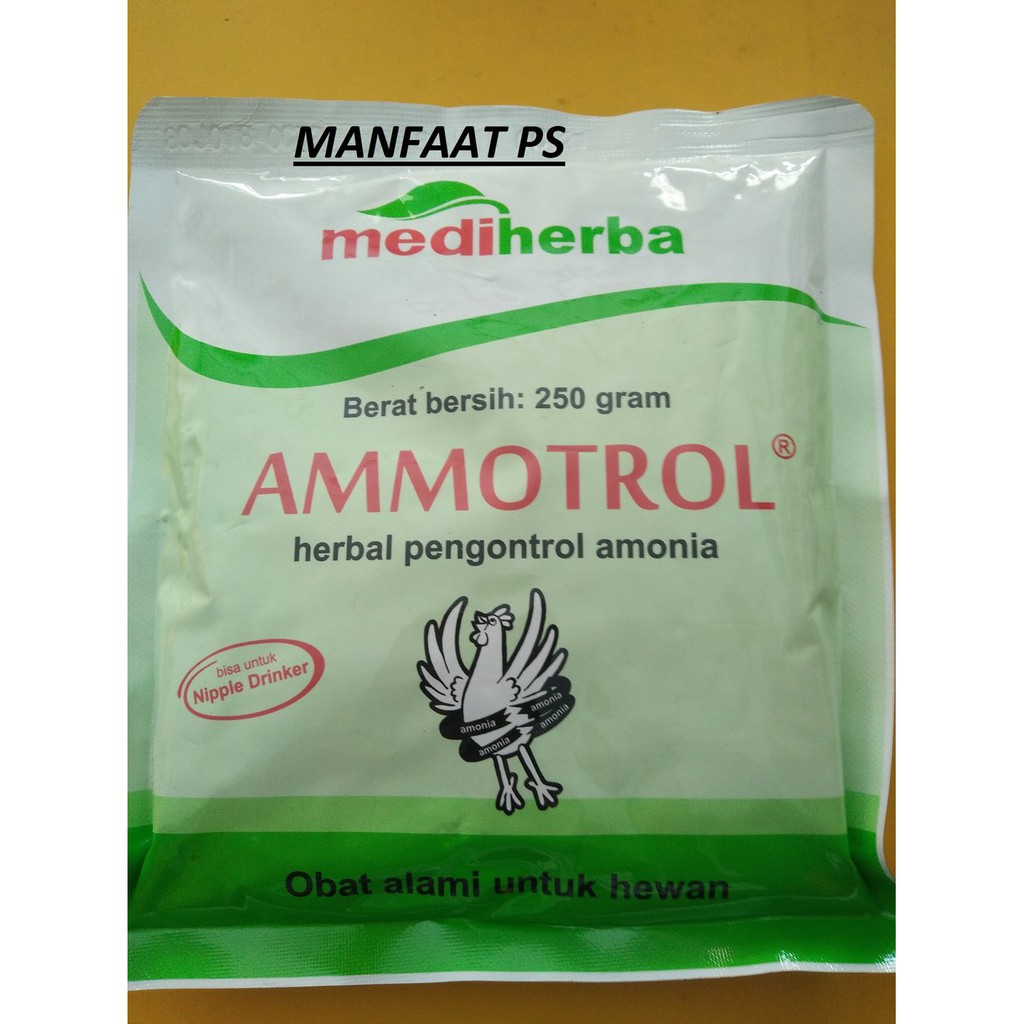 MANFAAT PS
mediherba
Berat bersih: 250 gram
AMMOTROL®
herbal pengontrol amonia
bisa untuk
Nipple Drinker
amonia
amonia
amonia
amonia
Obat alami untuk hewan